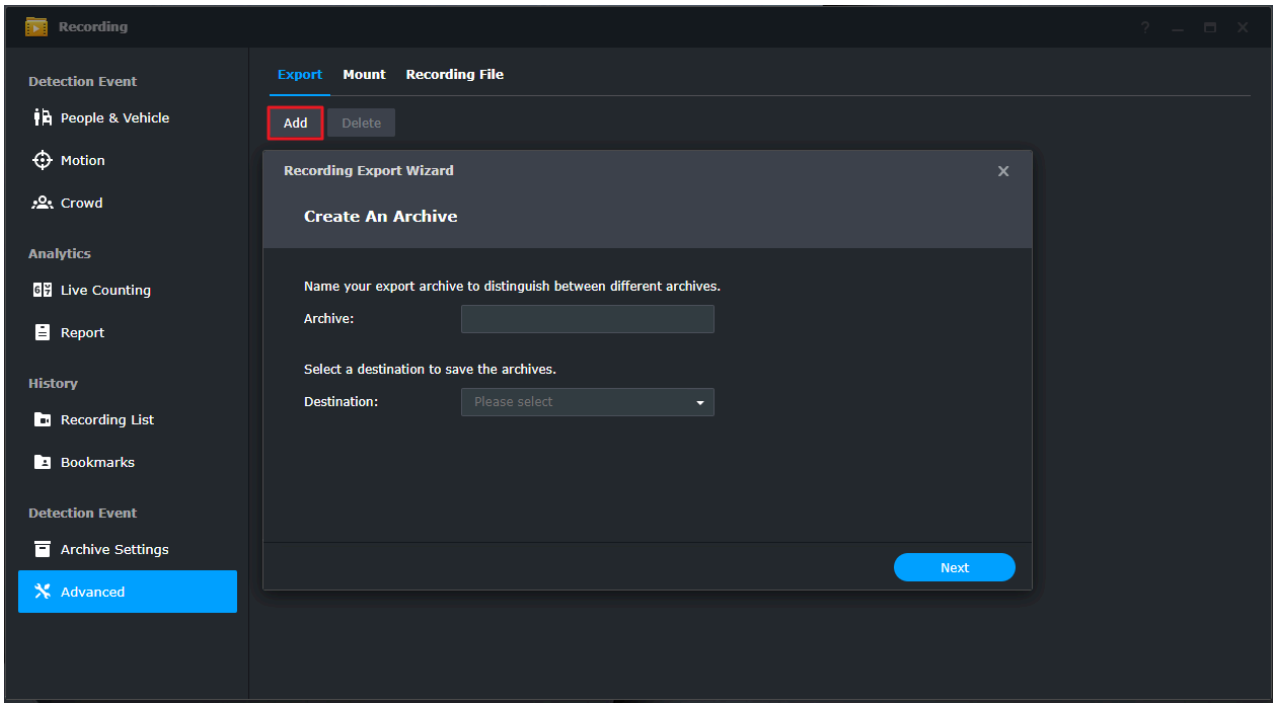 Recording
Detection Event
People & Vehicle
Motion
Crowd
Analytics
Live Counting
Report
History
Recording List
Bookmarks
Detection Event
Archive Settings
Advanced
Export Mount Recording File
Add Delete
Recording Export Wizard
Create An Archive
Name your export archive to distinguish between different archives.
Archive:
Select a destination to save the archives.
Destination: Please select
Next